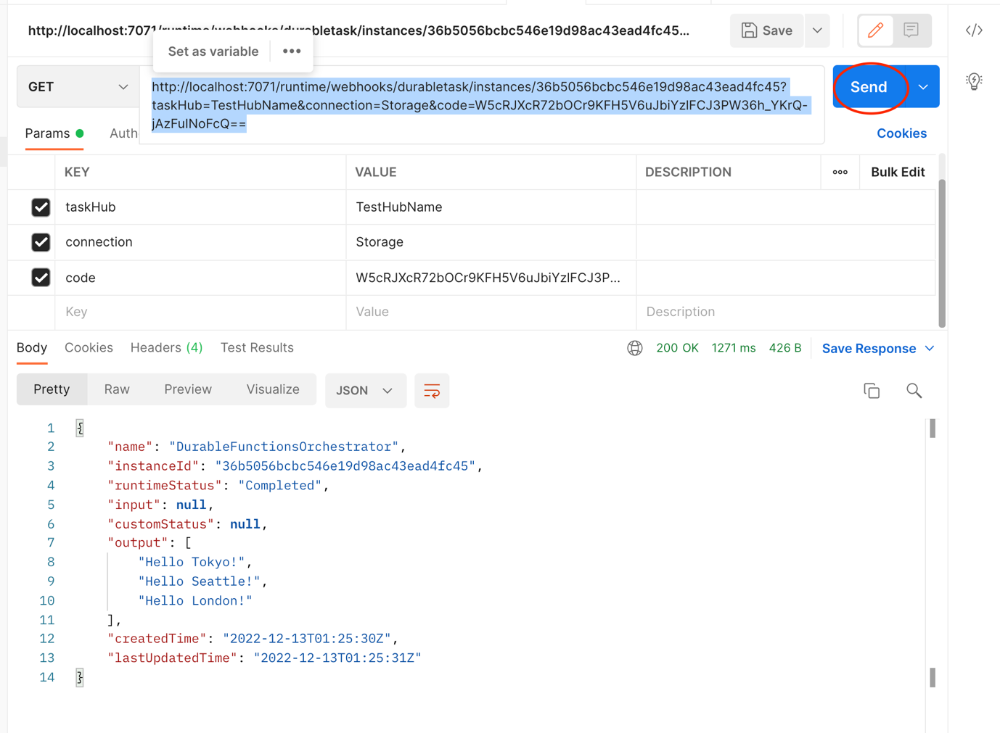 http://localhost:7071/runtime/webhooks/durabletask/instances/36b5056bcbc546e19d98ac43ead4fc45...
Save
Set as variable
GET
http://localhost:7071/runtime/webhooks/durabletask/instances/36b5056bcbc546e19d98ac43ead4fc45?
taskHub=TestHubName&connection=Storage&code=W5cRJXcR72bOCr9KFH5V6uJbiYzlFCJ3PW36h_YKrQ-
jAzFulNoFcQ==
Send
Params
Auth
Cookies
KEY VALUE DESCRIPTION Bulk Edit
taskHub TestHubName
connection Storage
code W5cRJXcR72bOCr9KFH5V6uJbiYzlFCJ3P...
Key Value Description
Body Cookies Headers (4) Test Results 200 OK 1271 ms 426 B Save Response
Pretty Raw Preview Visualize JSON
1 {
2 "name": "DurableFunctionsOrchestrator",
3 "instanceId": "36b5056bcbc546e19d98ac43ead4fc45",
4 "runtimeStatus": "Completed",
5 "input": null,
6 "customStatus": null,
7 "output": [
8 "Hello Tokyo!",
9 "Hello Seattle!",
10 "Hello London!"
11 ],
12 "createdTime": "2022-12-13T01:25:30Z",
13 "lastUpdatedTime": "2022-12-13T01:25:31Z"
14 }